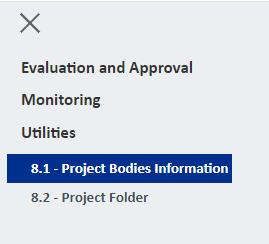 Evaluation and Approval
Monitoring
Utilities
8.1 - Project Bodies Information
8.2 - Project Folder